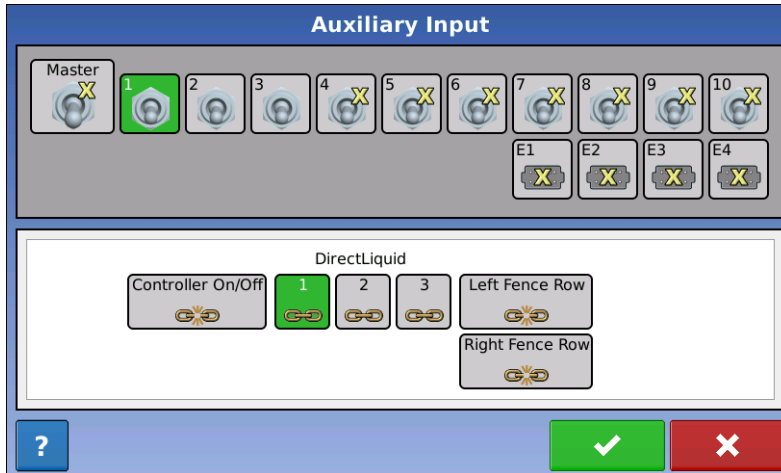 Auxiliary Input
Master
1 2 3 4 5 6 7 8 9 10
X X X X X X X X
E1 E2 E3 E4
X X X X
DirectLiquid
Controller On/Off 1 2 3 Left Fence Row
Right Fence Row
?